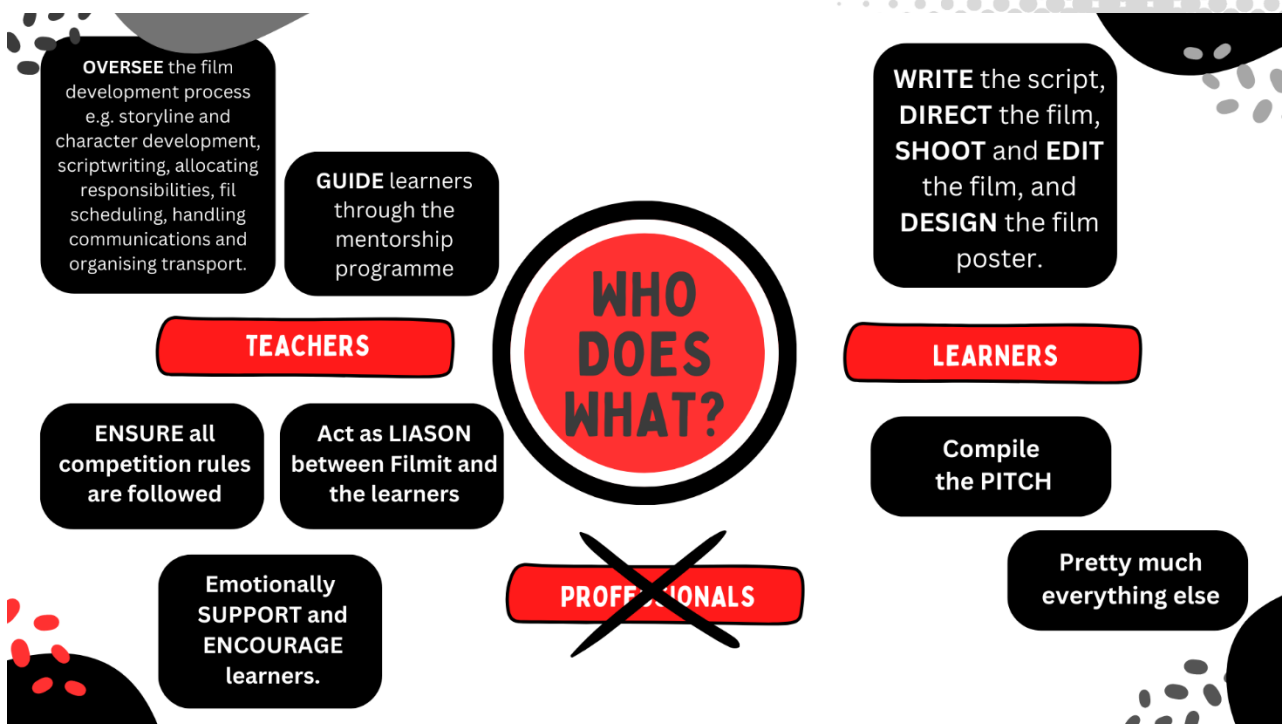 OVERSEE the film
development process
e.g. storyline and
character development,
scriptwriting, allocating
responsibilities, fil
scheduling, handling
communications and
organising transport.
GUIDE learners
through the
mentorship
programme
TEACHERS
ENSURE all
competition rules
are followed
Act as LIASON
between Filmit and
the learners
Emotionally
SUPPORT and
ENCOURAGE
learners.
WHO
DOES
WHAT?
PROFESSIONALS
WRITE the script,
DIRECT the film,
SHOOT and EDIT
the film, and
DESIGN the film
poster.
LEARNERS
Compile
the PITCH
Pretty much
everything else